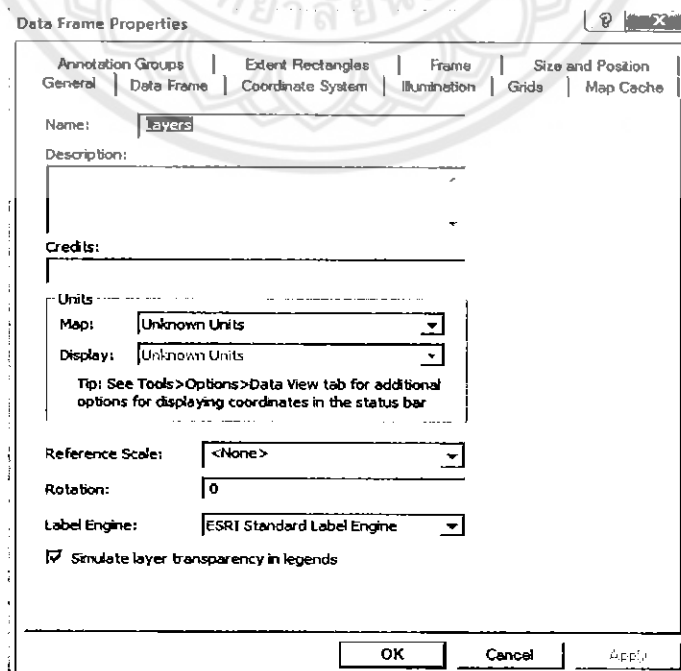 Data Frame Properties
Annotation Groups | Extent Rectangles | Frame | Size and Position
General | Data Frame | Coordinate System | Illumination | Grids | Map Cache
Name: Layers
Description:
Credits:
Units
Map: Unknown Units
Display: Unknown Units
Tip: See Tools>Options>Data View tab for additional
options for displaying coordinates in the status bar
Reference Scale: <None>
Rotation: 0
Label Engine: ESRI Standard Label Engine
Simulate layer transparency in legends
OK Cancel Apply